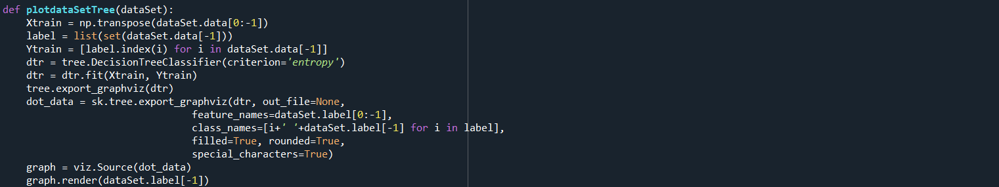 def plotdataSetTree(dataSet):
    Xtrain = np.transpose(dataSet.data[0:-1])
    label = list(set(dataSet.data[-1]))
    Ytrain = [label.index(i) for i in dataSet.data[-1]]
    dtr = tree.DecisionTreeClassifier(criterion='entropy')
    dtr = dtr.fit(Xtrain, Ytrain)
    tree.export_graphviz(dtr)
    dot_data = sk.tree.export_graphviz(dtr, out_file=None,
                                feature_names=dataSet.label[0:-1],
                                class_names=[i+' '+dataSet.label[-1] for i in label],
                                filled=True, rounded=True,
                                special_characters=True)
    graph = viz.Source(dot_data)
    graph.render(dataSet.label[-1])